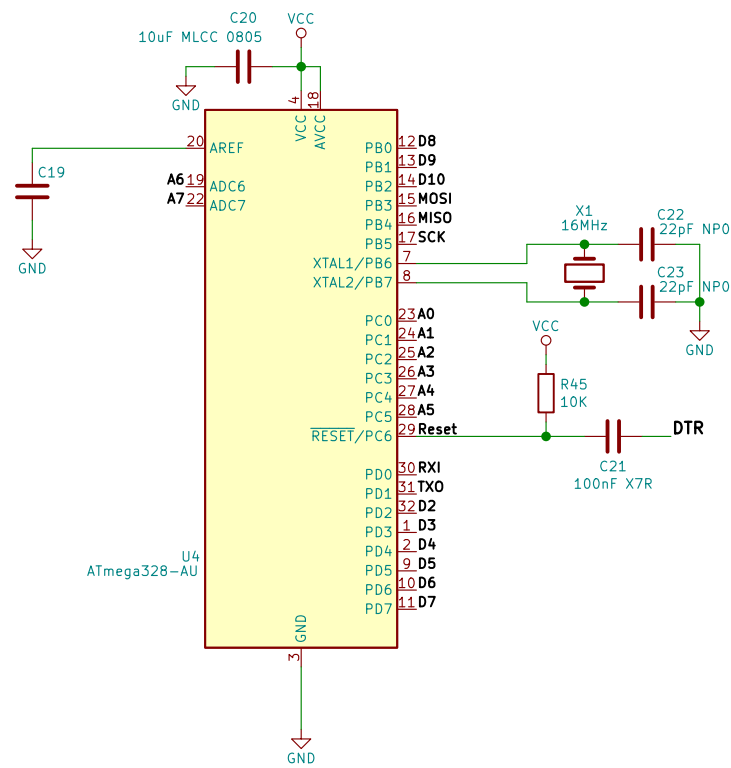 C20
VCC
10uF MLCC 0805
GND
4
18
VCC
AVCC
20
AREF
C19
GND
A6
19
ADC6
A7
22
ADC7
PB0
12
D8
PB1
13
D9
PB2
14
D10
PB3
15
MOSI
PB4
16
MISO
PB5
17
SCK
XTAL1/PB6
7
XTAL2/PB7
8
X1
16MHz
C22
22pF NP0
C23
22pF NP0
GND
PC0
23
A0
PC1
24
A1
PC2
25
A2
PC3
26
A3
PC4
27
A4
PC5
28
A5
RESET/PC6
29
Reset
VCC
R45
10K
DTR
C21
100nF X7R
PD0
30
RXI
PD1
31
TXO
PD2
32
D2
PD3
1
D3
PD4
2
D4
PD5
9
D5
PD6
10
D6
PD7
11
D7
U4
ATmega328-AU
GND
3
GND